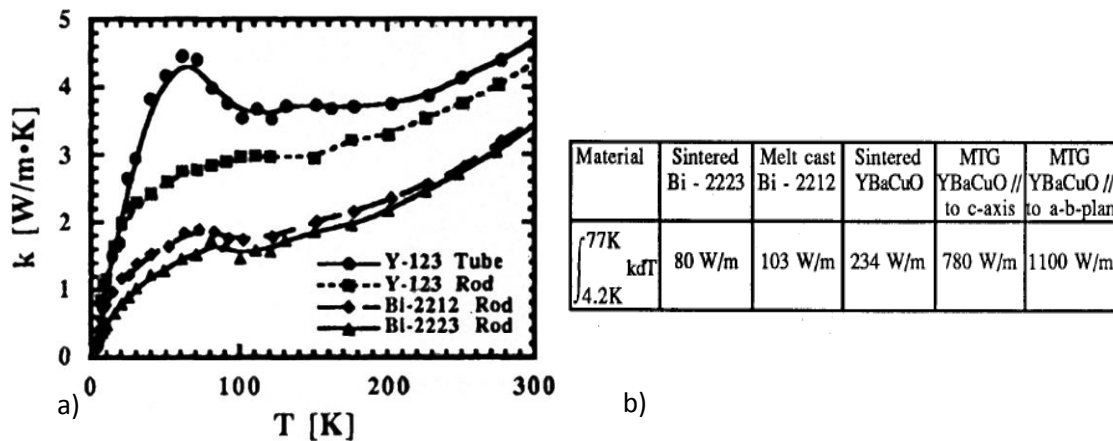 5
4
3
2
1
0
k [W/m•K]
Y-123 Tube
Y-123 Rod
Bi-2212 Rod
Bi-2223 Rod
0 100 200 300
T [K]
a)
Material Sintered Bi - 2223 Melt cast Bi - 2212 Sintered YBaCuO MTG YBaCuO // to c-axis MTG YBaCuO // to a-b-plan
∫77K 4.2K kdT 80 W/m 103 W/m 234 W/m 780 W/m 1100 W/m
b)